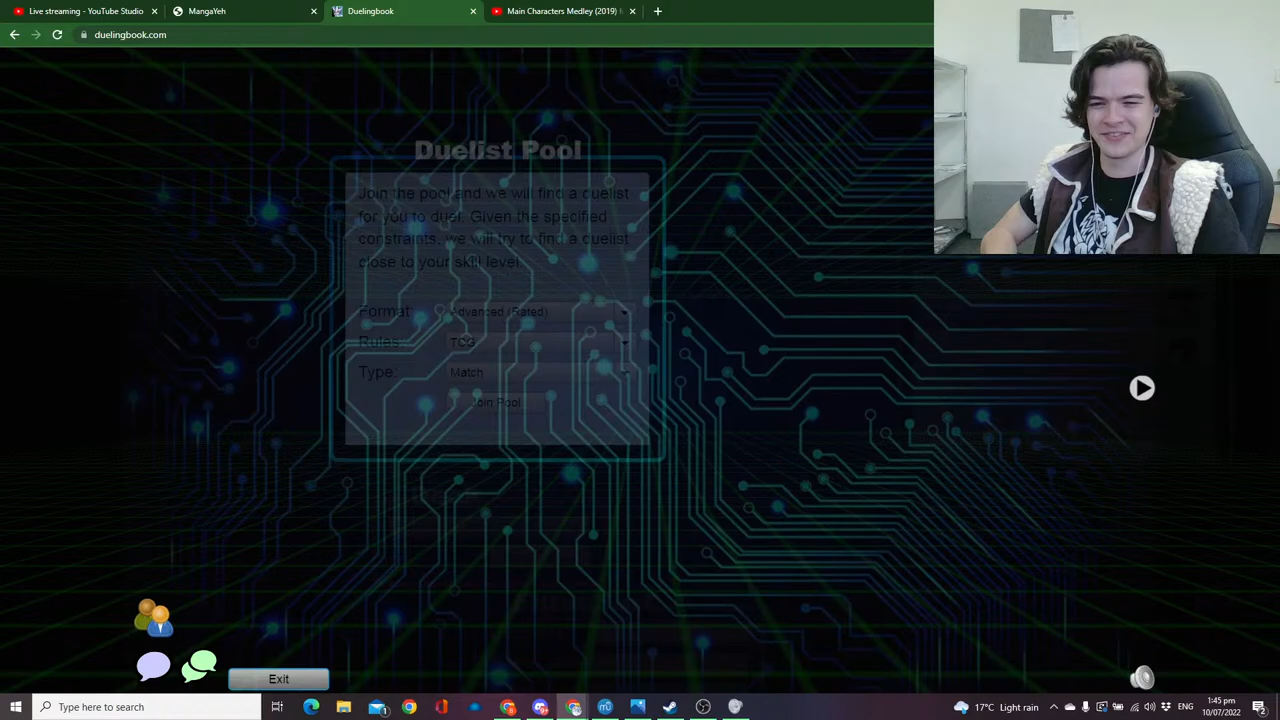 Live streaming - YouTube Studio
MangaYeh
Duelingbook
Main Characters Medley (2019)
duelingbook.com
Duelist Pool
Join the pool and we will find a duelist
for you to duel. Given the specified
constraints, we will try to find a duelist
close to your skill level.
Format:
Advanced (Rated)
Rules:
TCG
Type:
Match
Join Pool
Exit
Type here to search
17°C Light rain
ENG
1:45 pm
10/07/2022